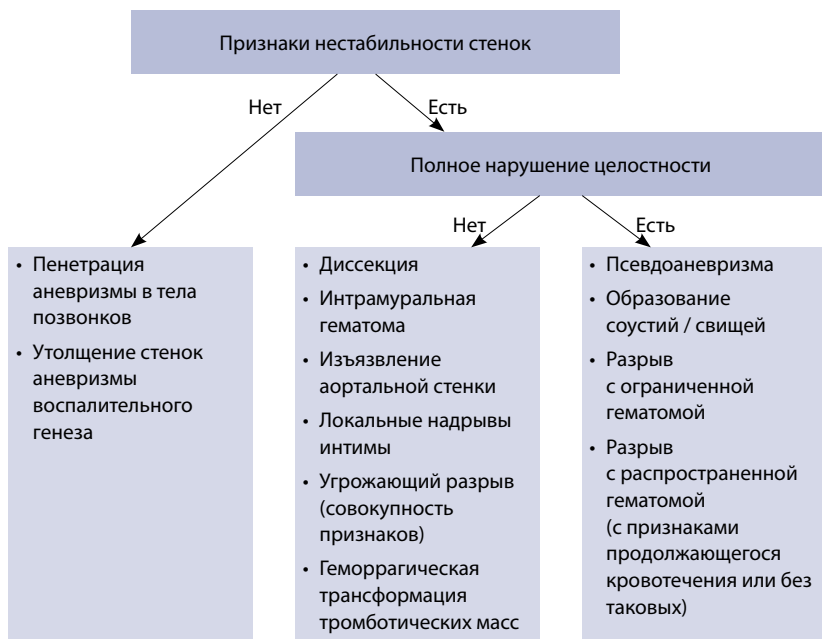 Признаки нестабильности стенок
Нет
Есть
Полное нарушение целостности
Нет
Есть
• Пенетрация
аневризмы в тела
позвонков
• Утолщение стенок
аневризмы
воспалительного
генеза
• Диссекция
• Интрамуральная
гематома
• Изъязвление
аортальной стенки
• Локальные надрывы
интимы
• Угрожающий разрыв
(совокупность
признаков)
• Геморрагическая
трансформация
тромботических масс
• Псевдоаневризма
• Образование
соустий / свищей
• Разрыв
с ограниченной
гематомой
• Разрыв
с распространенной
гематомой
(с признаками
продолжающегося
кровотечения или без
таковых)